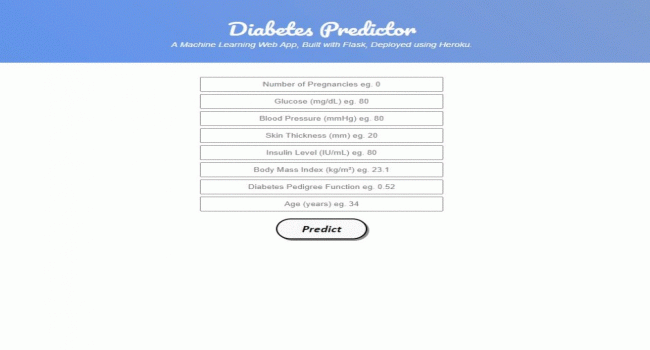 Diabetes Predictor
A Machine Learning Web App, Built with Flask, Deployed using Heroku.
Number of Pregnancies eg. 0
Glucose (mg/dL) eg. 80
Blood Pressure (mmHg) eg. 80
Skin Thickness (mm) eg. 20
Insulin Level (IU/mL) eg. 80
Body Mass Index (kg/m²) eg. 23.1
Diabetes Pedigree Function eg. 0.52
Age (years) eg. 34
Predict